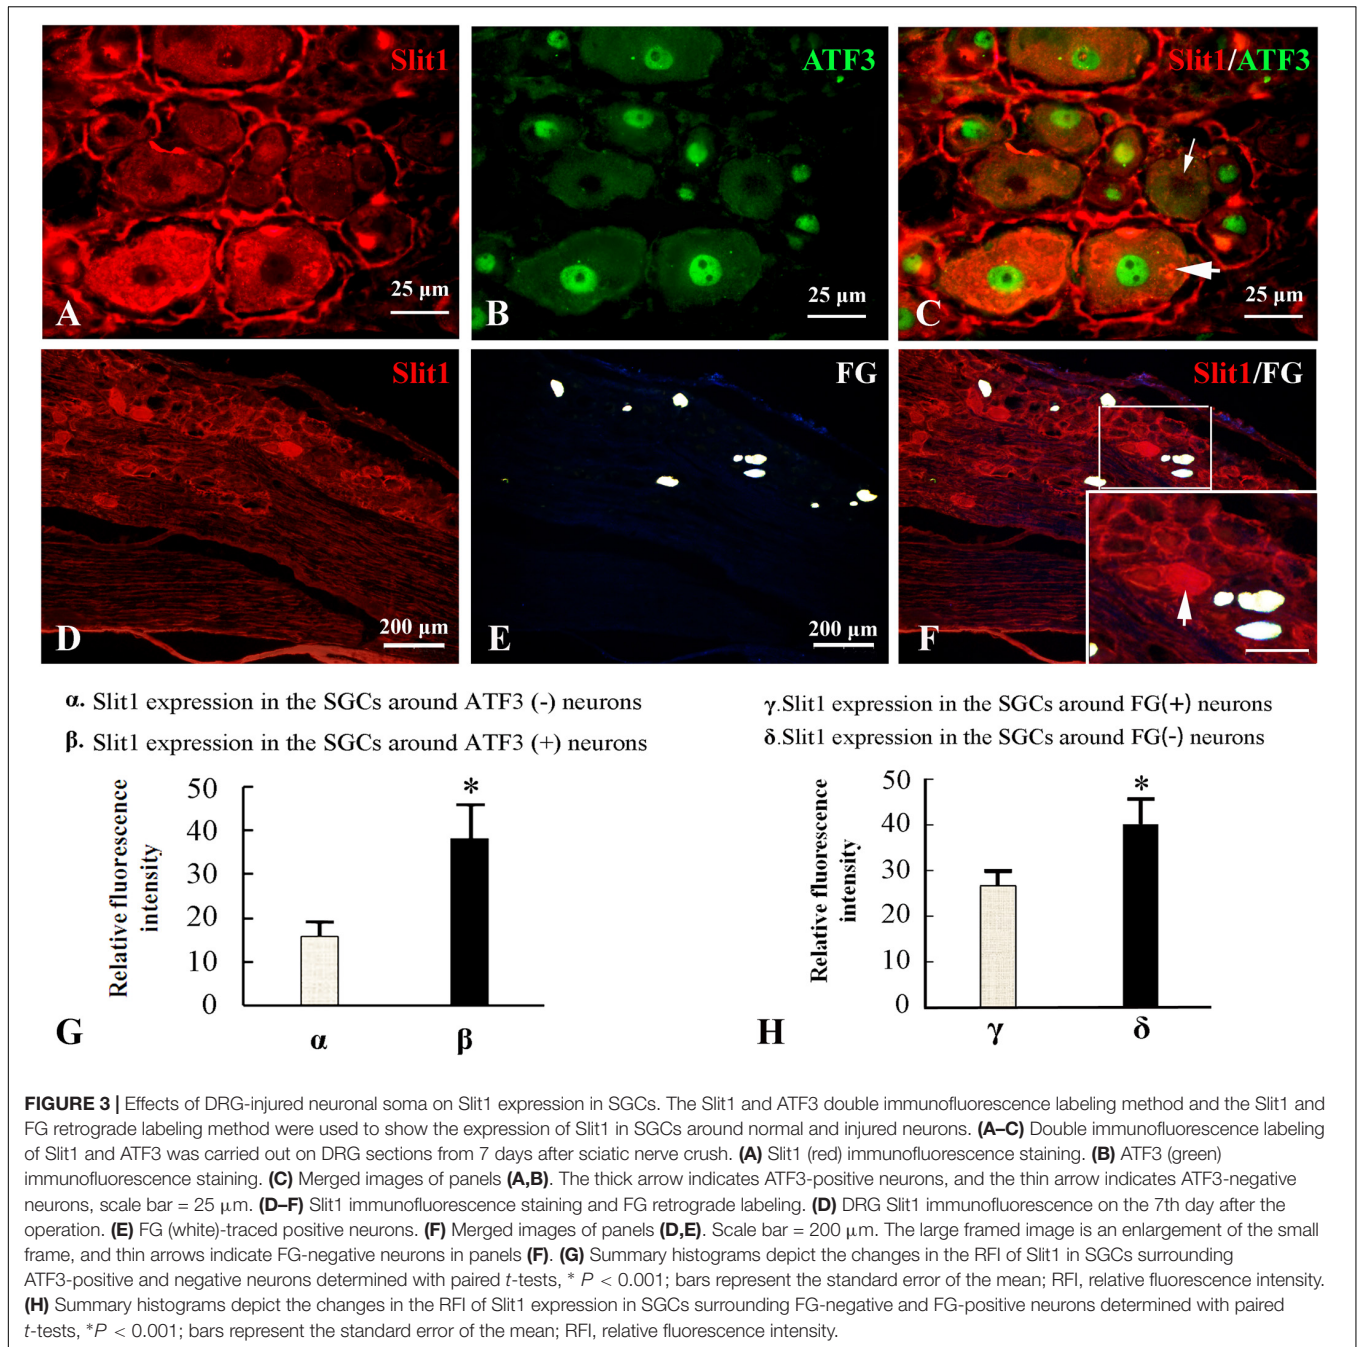 Slit1
ATF3
Slit1/ATF3
25 µm
25 µm
25 µm
A
B
C
Slit1
FG
Slit1/FG
200 µm
200 µm
D
E
F
α. Slit1 expression in the SGCs around ATF3 (-) neurons
β. Slit1 expression in the SGCs around ATF3 (+) neurons
γ.Slit1 expression in the SGCs around FG(+) neurons
δ.Slit1 expression in the SGCs around FG(-) neurons
Relative fluorescence
intensity
50
40
30
20
10
0
*
α
β
G
Relative fluorescence
intensity
50
40
30
20
10
0
*
γ
δ
H
FIGURE 3 | Effects of DRG-injured neuronal soma on Slit1 expression in SGCs. The Slit1 and ATF3 double immunofluorescence labeling method and the Slit1 and
FG retrograde labeling method were used to show the expression of Slit1 in SGCs around normal and injured neurons. (A–C) Double immunofluorescence labeling
of Slit1 and ATF3 was carried out on DRG sections from 7 days after sciatic nerve crush. (A) Slit1 (red) immunofluorescence staining. (B) ATF3 (green)
immunofluorescence staining. (C) Merged images of panels (A,B). The thick arrow indicates ATF3-positive neurons, and the thin arrow indicates ATF3-negative
neurons, scale bar = 25 µm. (D–F) Slit1 immunofluorescence staining and FG retrograde labeling. (D) DRG Slit1 immunofluorescence on the 7th day after the
operation. (E) FG (white)-traced positive neurons. (F) Merged images of panels (D,E). Scale bar = 200 µm. The large framed image is an enlargement of the small
frame, and thin arrows indicate FG-negative neurons in panels (F). (G) Summary histograms depict the changes in the RFI of Slit1 in SGCs surrounding
ATF3-positive and negative neurons determined with paired t-tests, * P < 0.001; bars represent the standard error of the mean; RFI, relative fluorescence intensity.
(H) Summary histograms depict the changes in the RFI of Slit1 expression in SGCs surrounding FG-negative and FG-positive neurons determined with paired
t-tests, *P < 0.001; bars represent the standard error of the mean; RFI, relative fluorescence intensity.